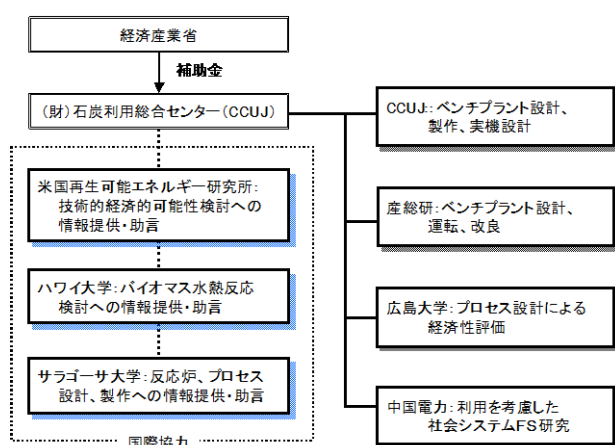 経済産業省
補助金
(財)石炭利用総合センター(CCUJ)
米国再生可能エネルギー研究所:
技術的経済的可能性検討への
情報提供・助言
ハワイ大学:バイオマス水熱反応
検討への情報提供・助言
サラゴーサ大学:反応炉、プロセス
設計、製作への情報提供・助言
国際協力
CCUJ::ベンチプラント設計、
製作、実機設計
産総研:ベンチプラント設計、
運転、改良
広島大学:プロセス設計による
経済性評価
中国電力:利用を考慮した
社会システムFS研究